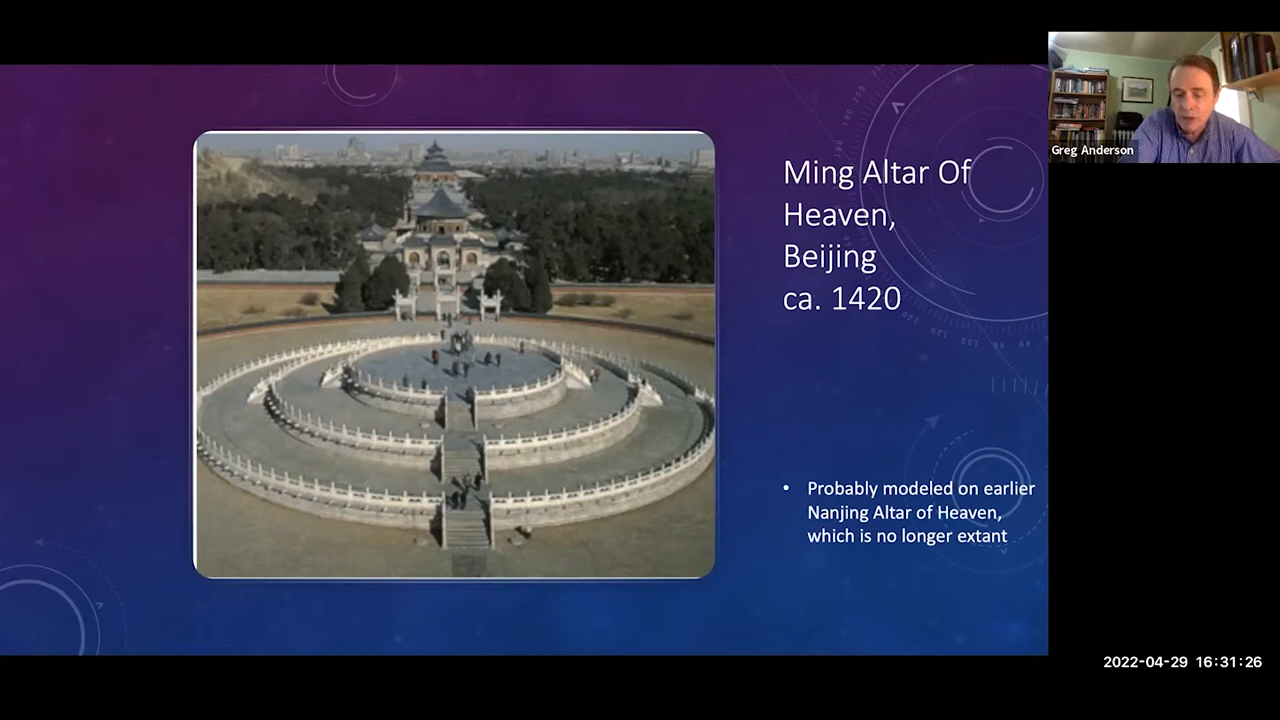 Greg Anderson
Ming Altar Of
Heaven,
Beijing
ca. 1420
• Probably modeled on earlier
Nanjing Altar of Heaven,
which is no longer extant
2022-04-29 16:31:26